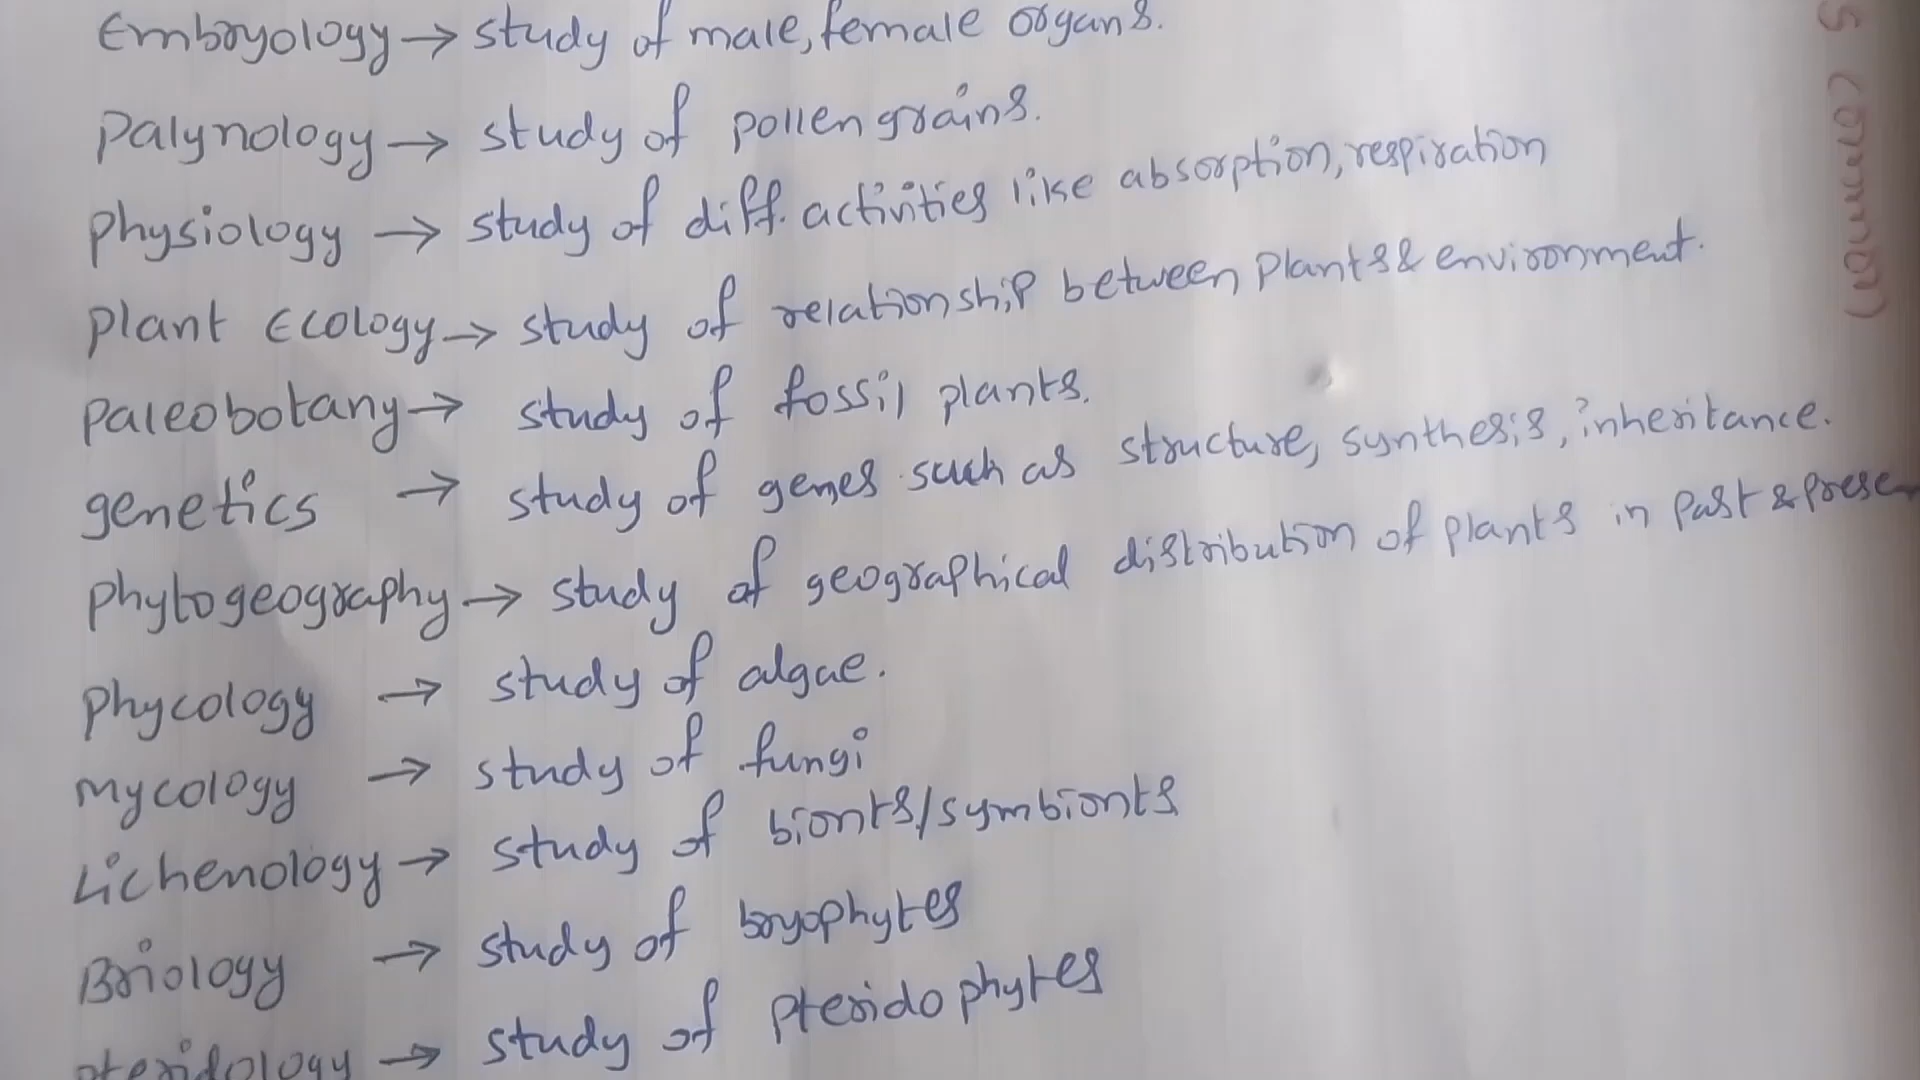 Embryology → study of male, female organs.
Palynology → study of pollen grains.
Physiology → study of diff. activities like absorption, respiration
Plant Ecology → study of relationship between Plants & environment.
Paleobotany → study of fossil plants.
genetics → study of genes such as structure, synthesis, inheritance.
Phytogeography → study of geographical distribution of plants in Past & presen
Phycology → study of algae.
Mycology → study of fungi
Lichenology → study of bionts/symbionts
Briology → study of bryophytes
pteridology → study of Pteridophytes